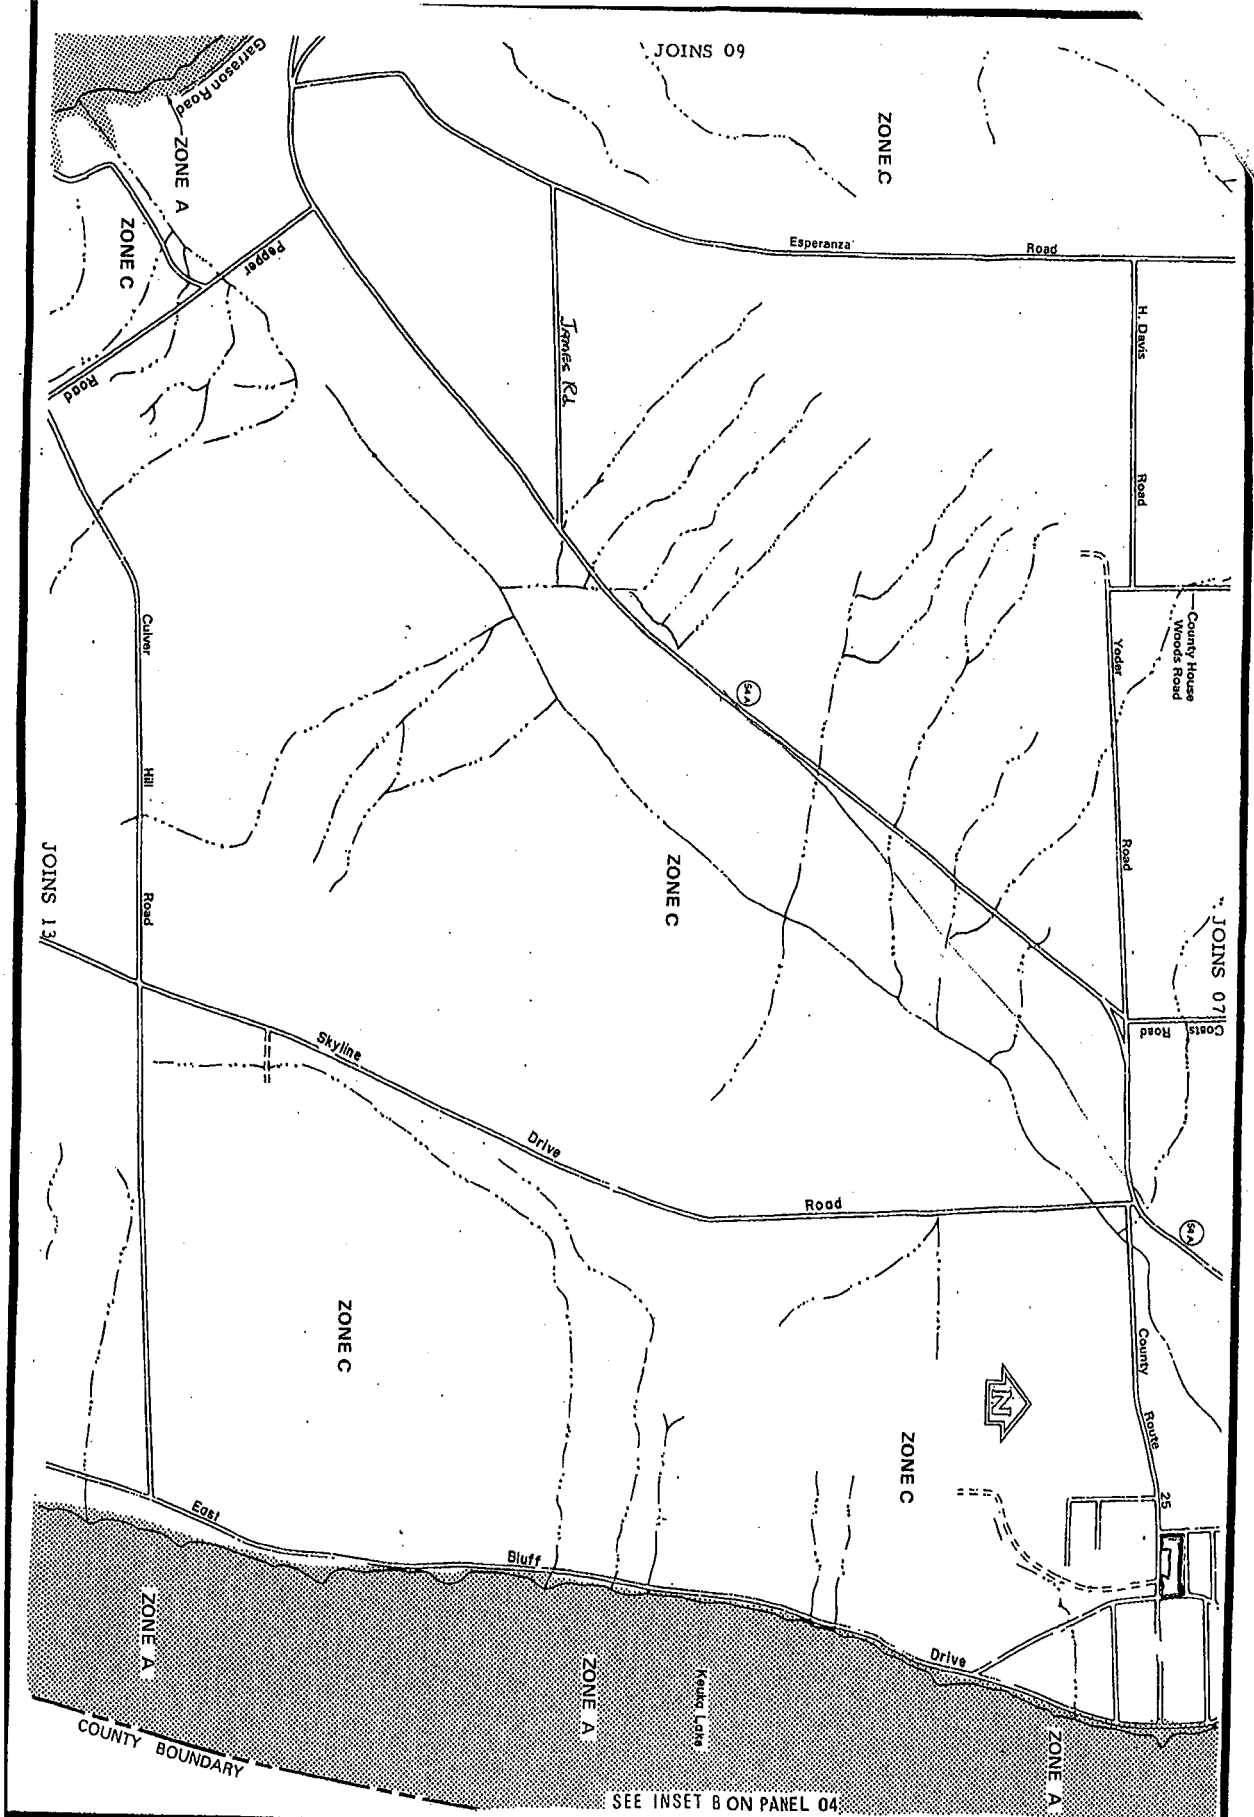 JOINS 09
Garrason Road
ZONE A
ZONE C
ZONE C
Pepper
Road
Esperanza
Road
James Rd.
H. Davis
Road
County House
Woods Road
Yoder
Road
54A
Culver
Hill
Road
ZONE C
JOINS 13
JOINS 07
Coats
Road
Skyline
Drive
Road
54A
ZONE C
County
Route
25
N
ZONE C
East
Bluff
Drive
ZONE A
ZONE A
Keuka Lake
ZONE A
COUNTY BOUNDARY
SEE INSET B ON PANEL 04